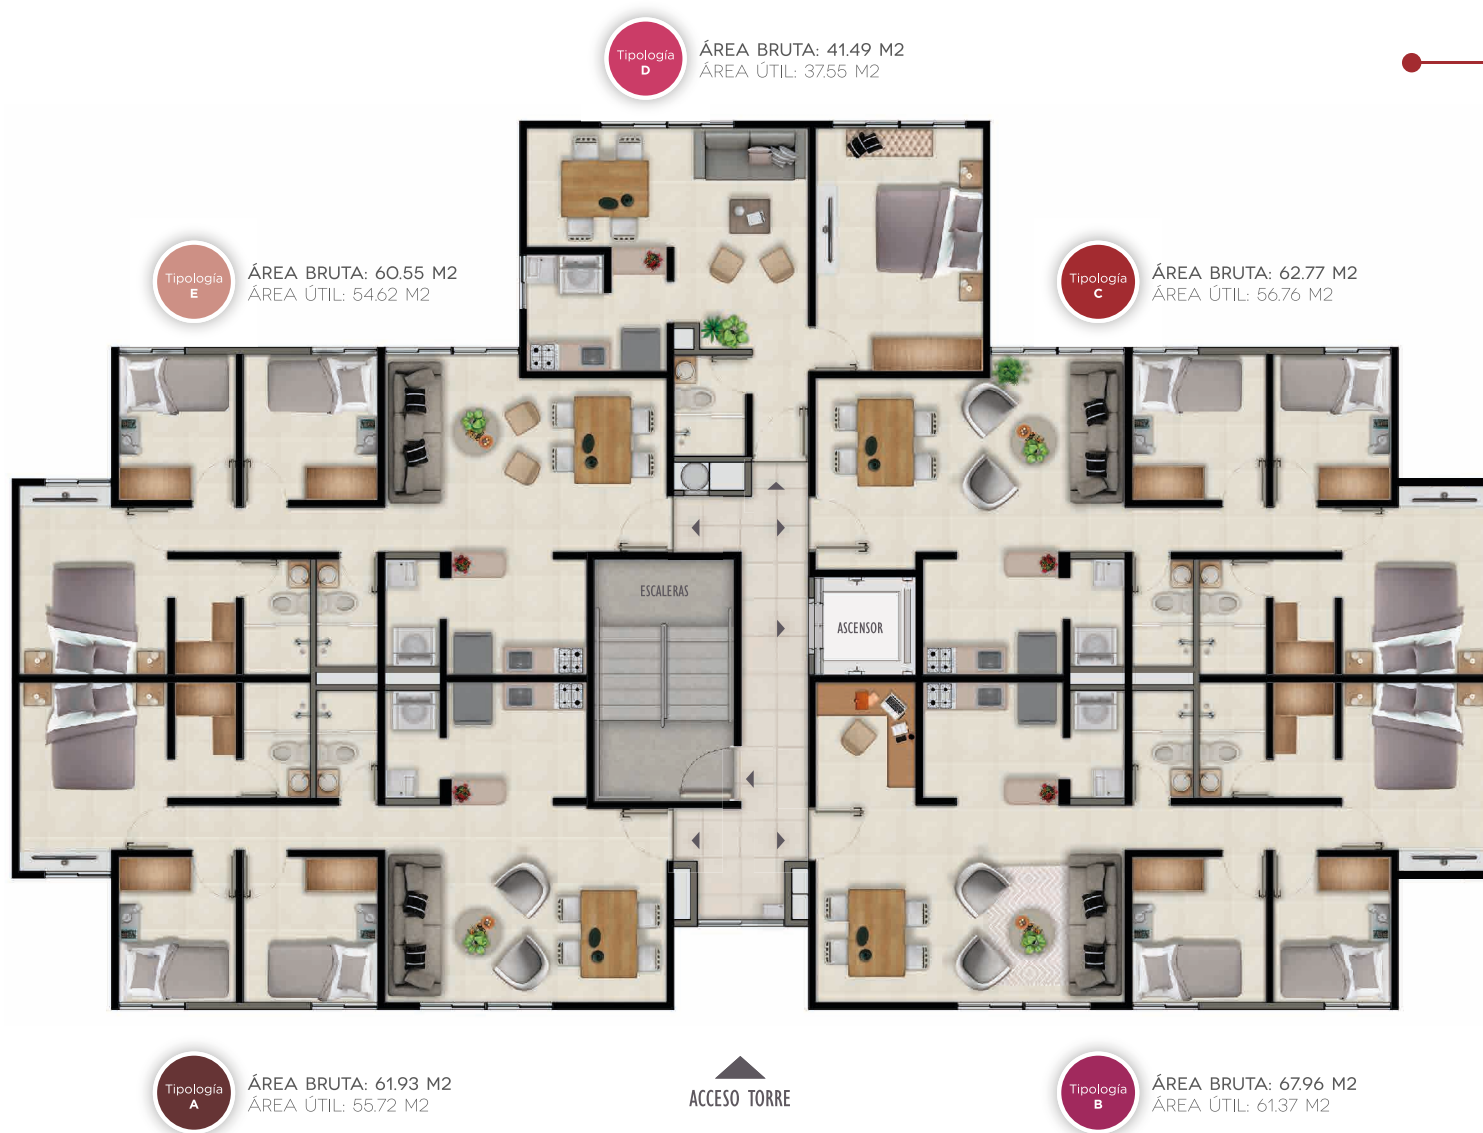 Tipología
D
ÁREA BRUTA: 41.49 M2
ÁREA ÚTIL: 37.55 M2
Tipología
E
ÁREA BRUTA: 60.55 M2
ÁREA ÚTIL: 54.62 M2
Tipología
C
ÁREA BRUTA: 62.77 M2
ÁREA ÚTIL: 56.76 M2
ESCALERAS
ASCENSOR
Tipología
A
ÁREA BRUTA: 61.93 M2
ÁREA ÚTIL: 55.72 M2
ACCESO TORRE
Tipología
B
ÁREA BRUTA: 67.96 M2
ÁREA ÚTIL: 61.37 M2